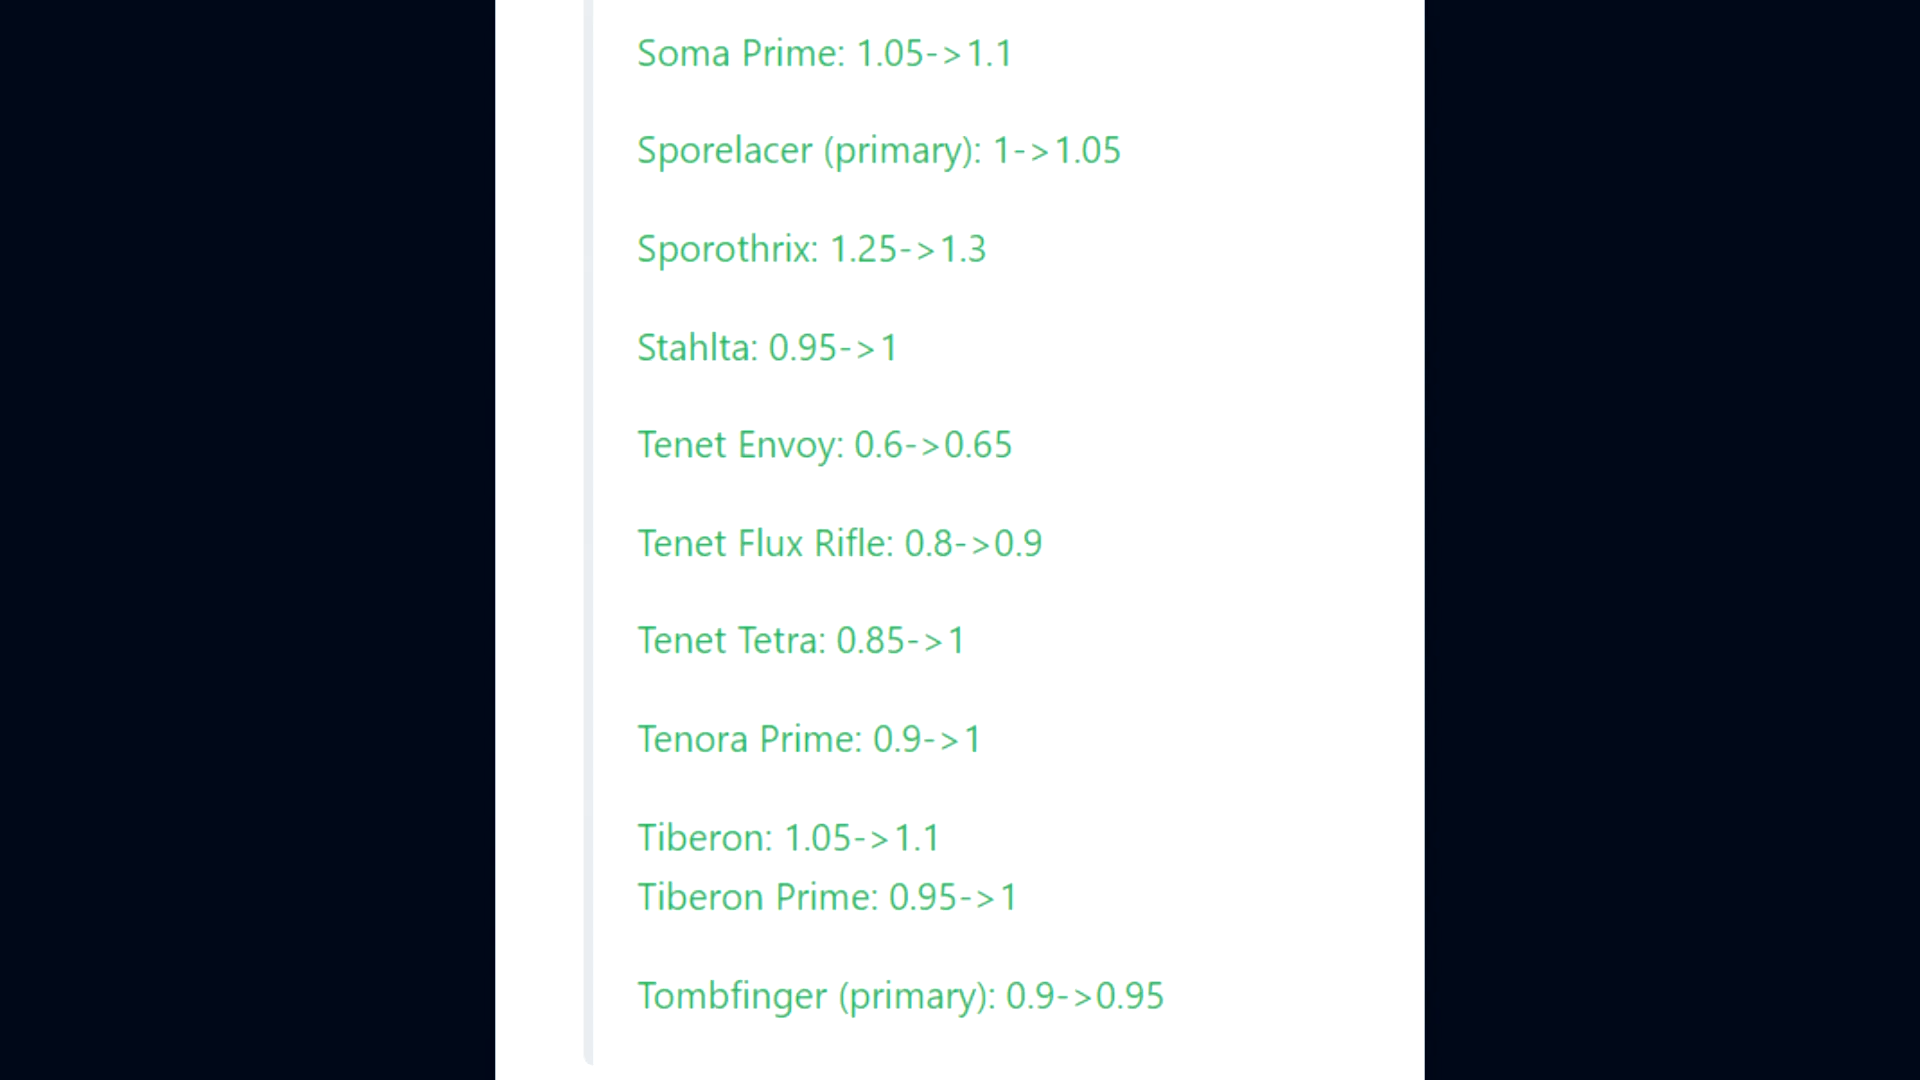 Soma Prime: 1.05->1.1
Sporelacer (primary): 1->1.05
Sporothrix: 1.25->1.3
Stahlta: 0.95->1
Tenet Envoy: 0.6->0.65
Tenet Flux Rifle: 0.8->0.9
Tenet Tetra: 0.85->1
Tenora Prime: 0.9->1
Tiberon: 1.05->1.1
Tiberon Prime: 0.95->1
Tombfinger (primary): 0.9->0.95